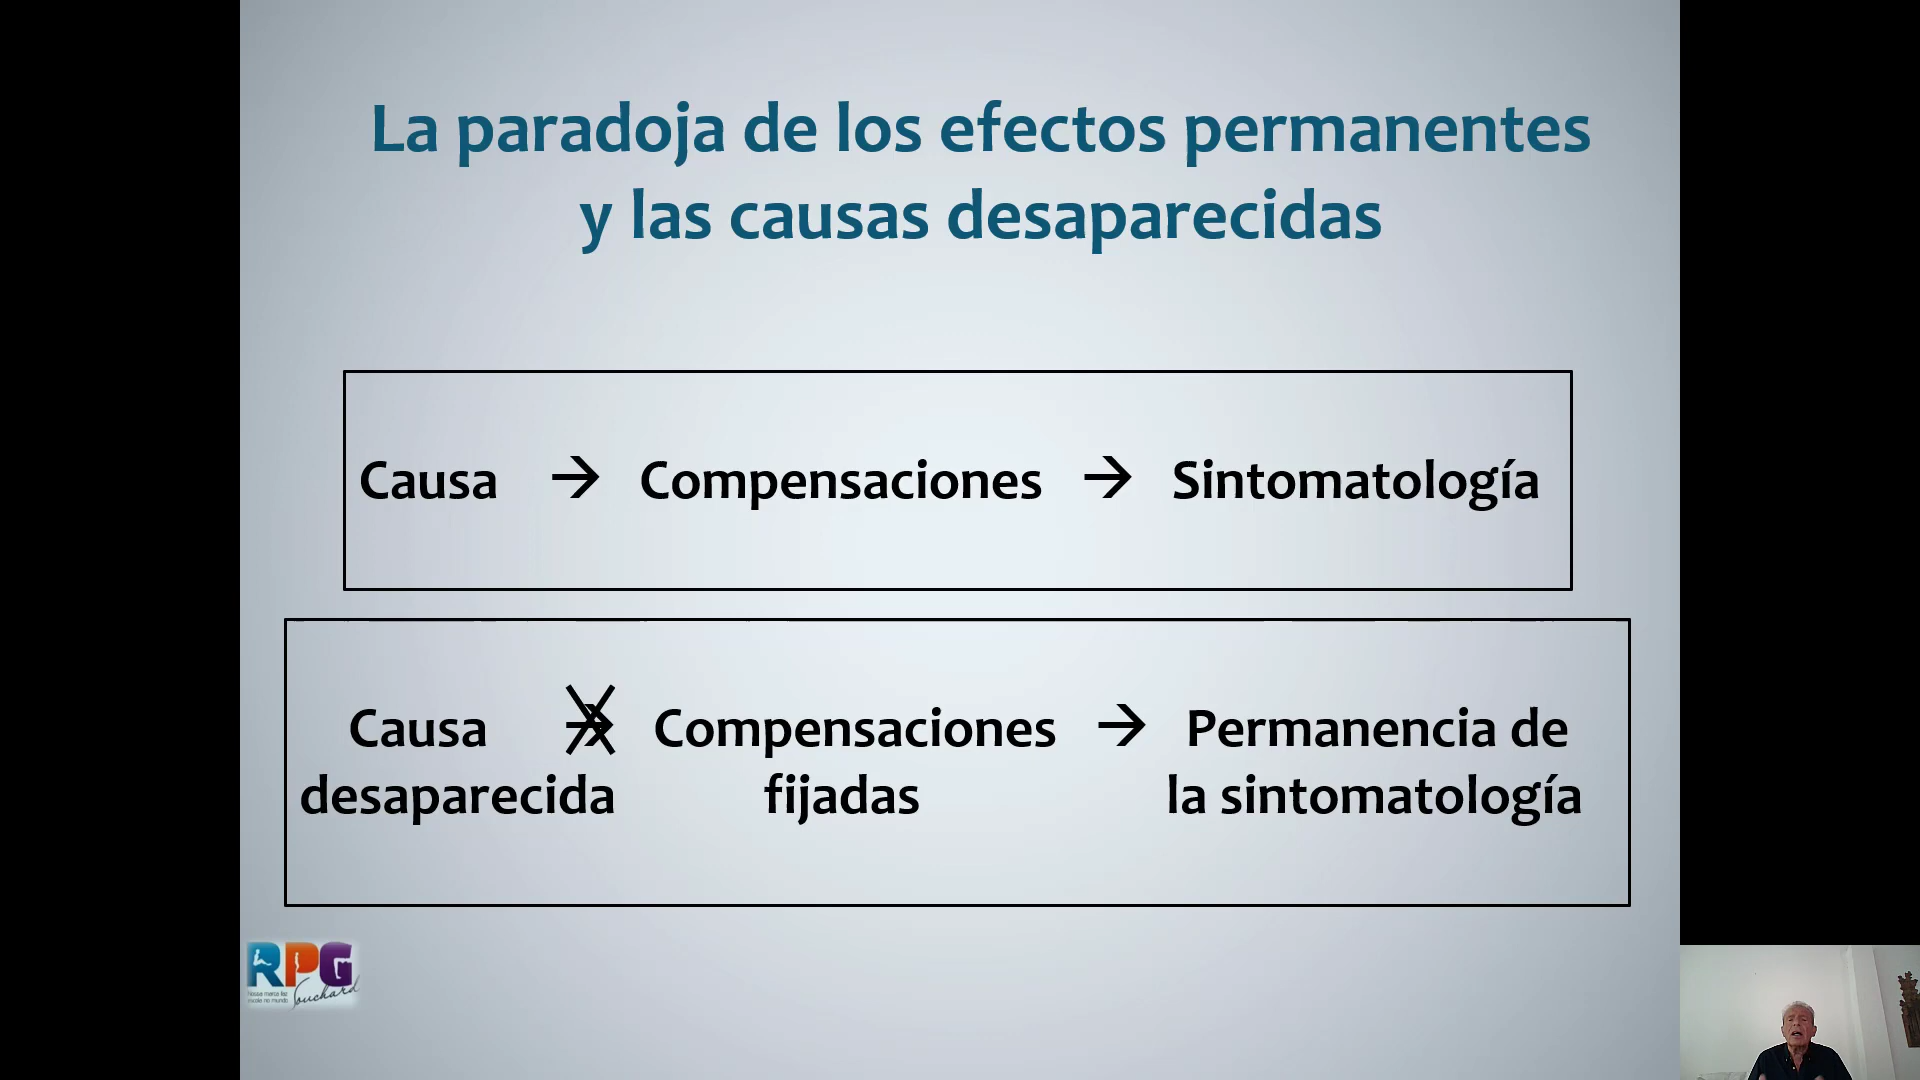 La paradoja de los efectos permanentes
y las causas desaparecidas
Causa → Compensaciones → Sintomatología
Causa → Compensaciones → Permanencia de
desaparecida fijadas la sintomatología
RPG
Souchard